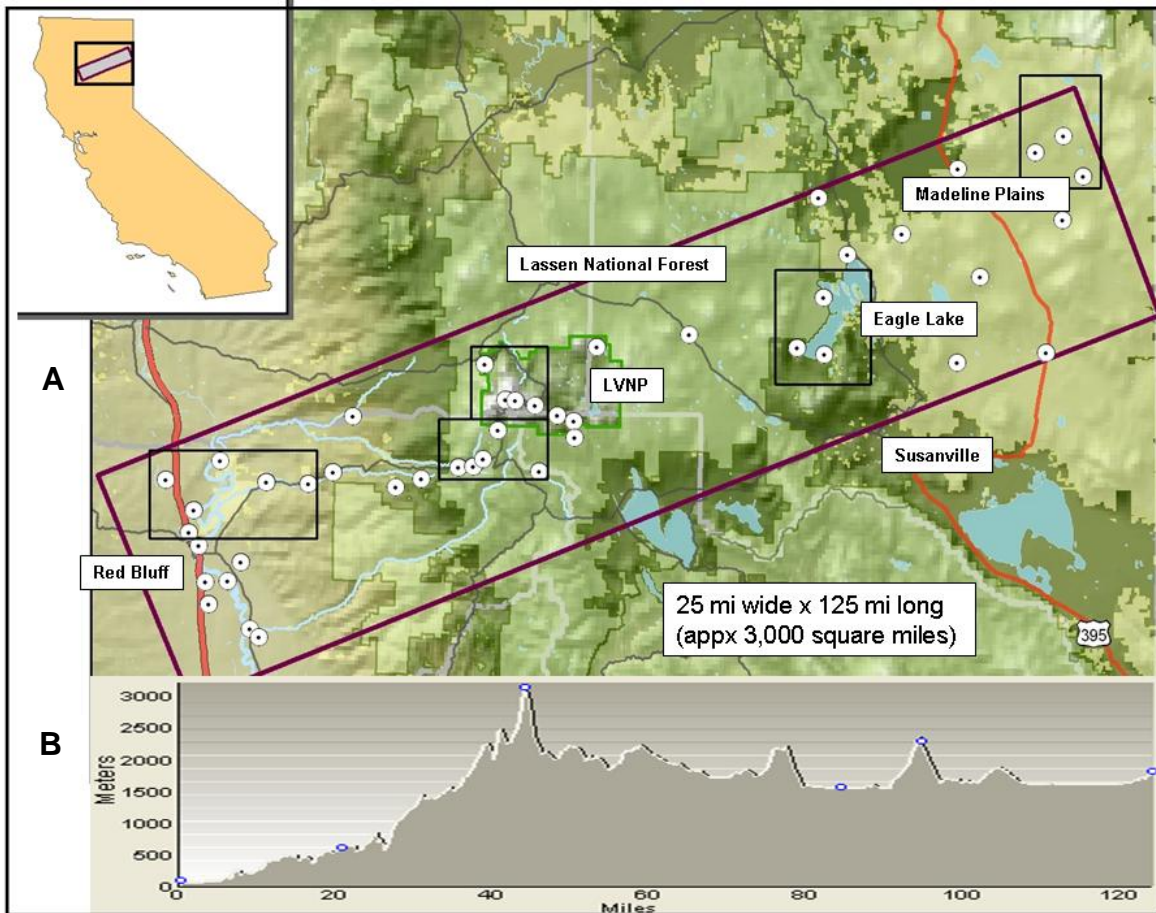 A
Madeline Plains
Lassen National Forest
Eagle Lake
LVNP
Susanville
Red Bluff
25 mi wide x 125 mi long
(appx 3,000 square miles)
395
B
Meters
3000
2500
2000
1500
1000
500
0
0 20 40 60 80 100 120
Miles